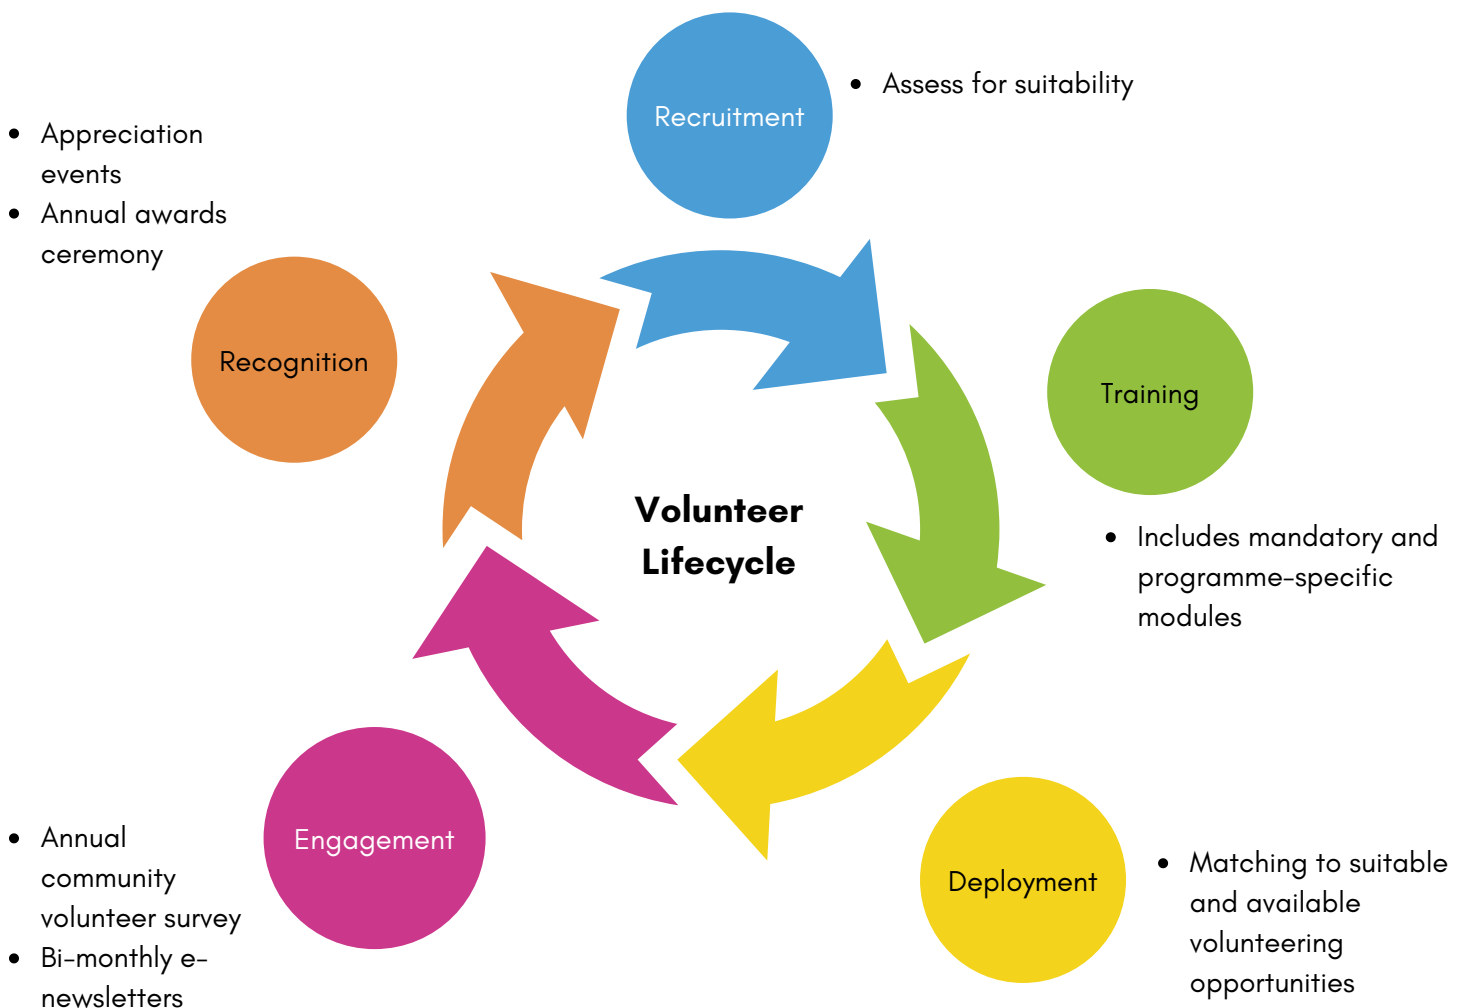 Recruitment
• Assess for suitability
• Appreciation
events
• Annual awards
ceremony
Recognition
Training
Volunteer
Lifecycle
• Includes mandatory and
programme-specific
modules
Engagement
• Annual
community
volunteer survey
• Bi-monthly e-
newsletters
Deployment
• Matching to suitable
and available
volunteering
opportunities